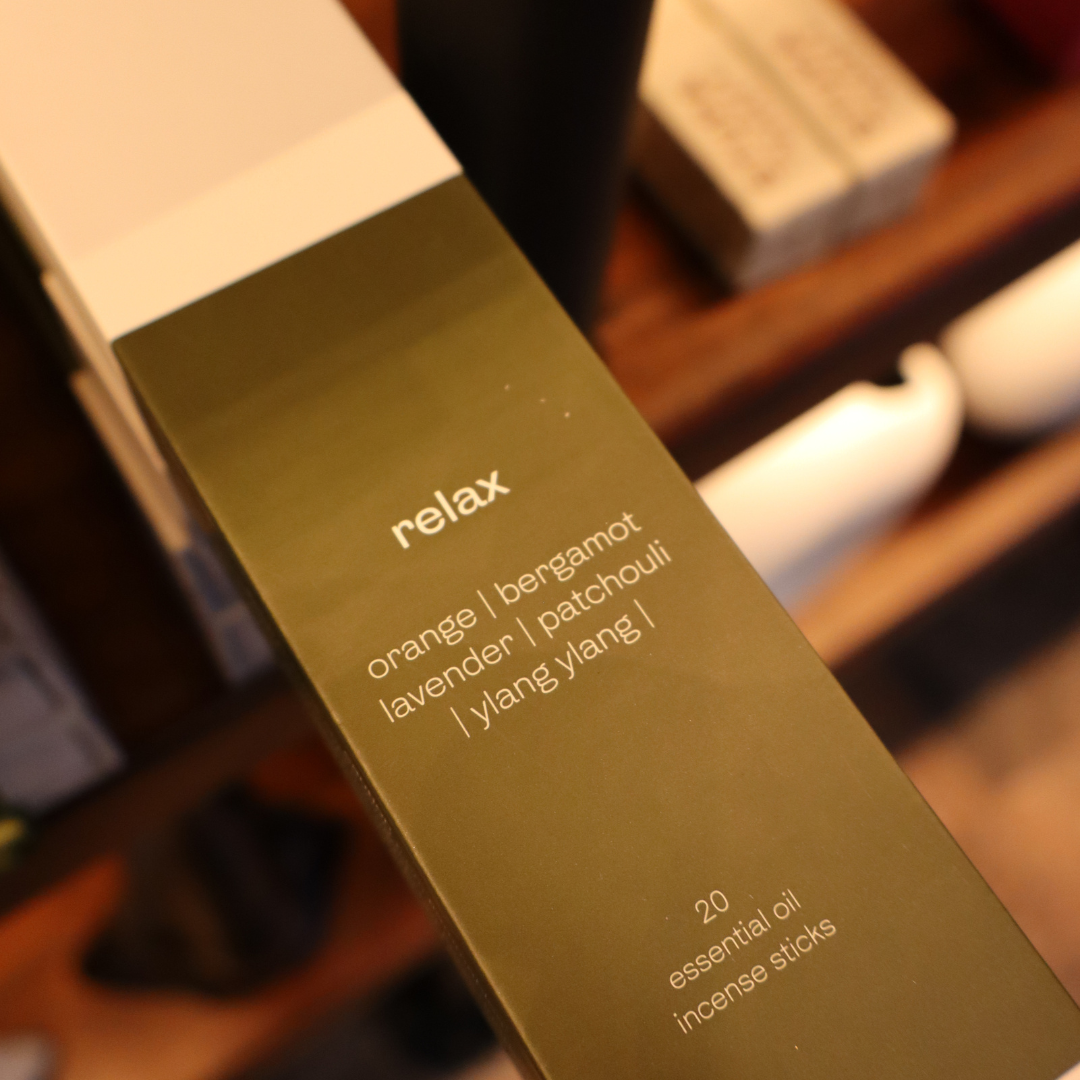 relax
orange | bergamot
lavender | patchouli
| ylang ylang |
20
essential oil
incense sticks